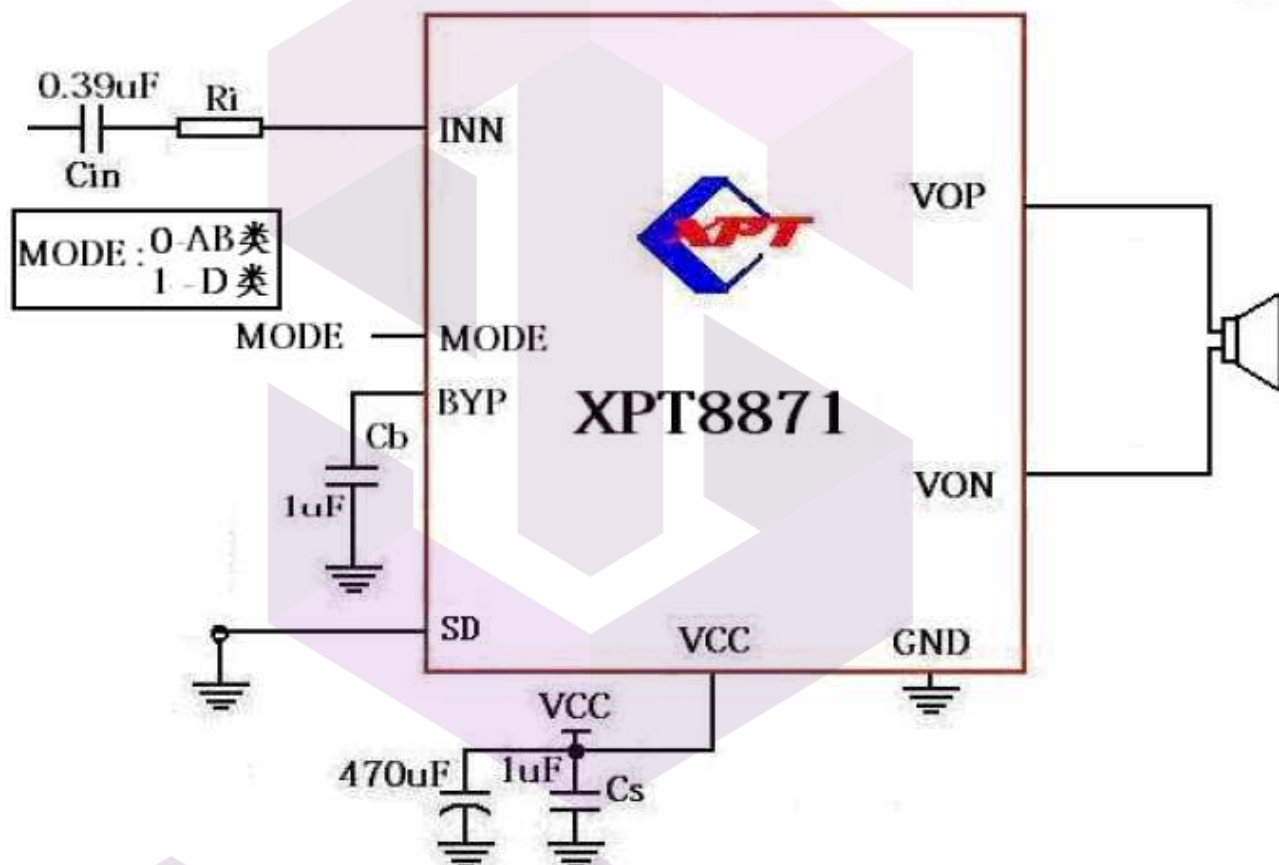 0.39uF
Ri
Cin
INN
VOP
MODE : 0-AB类
1 -D 类
XPT
MODE
MODE
BYP
XPT8871
Cb
1uF
VON
SD
VCC
GND
VCC
470uF
1uF
Cs